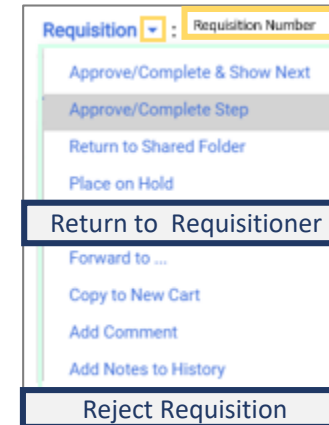 Requisition : Requisition Number
Approve/Complete & Show Next
Approve/Complete Step
Return to Shared Folder
Place on Hold
Return to Requisitioner
Forward to ...
Copy to New Cart
Add Comment
Add Notes to History
Reject Requisition